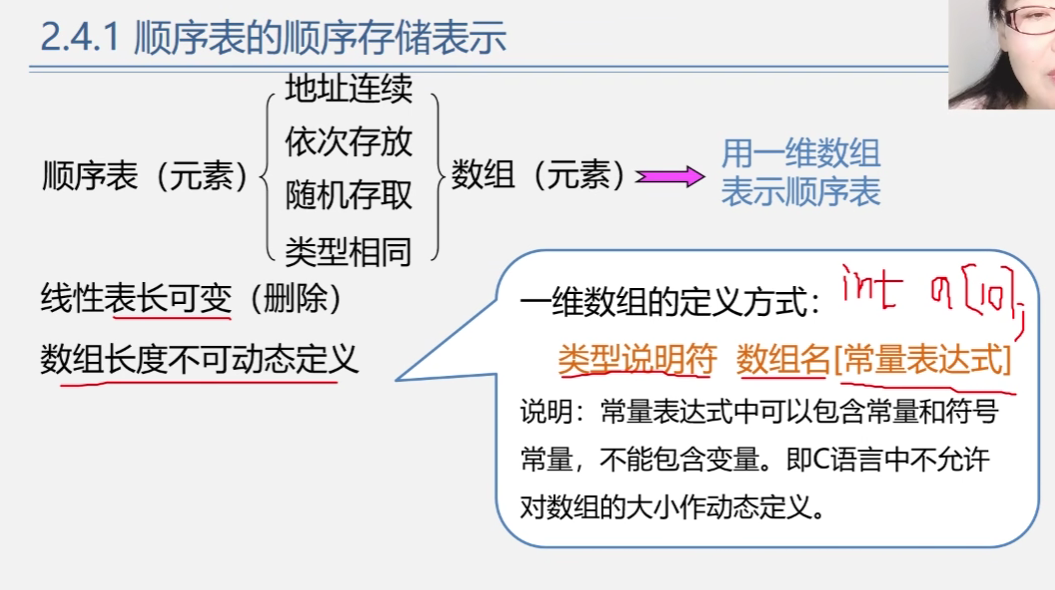 2.4.1 顺序表的顺序存储表示
地址连续
依次存放
顺序表（元素） 数组（元素）
随机存取
类型相同
用一维数组
表示顺序表
线性表长可变（删除）
数组长度不可动态定义
一维数组的定义方式： int a[10];
类型说明符 数组名[常量表达式]
说明：常量表达式中可以包含常量和符号
常量，不能包含变量。即C语言中不允许
对数组的大小作动态定义。